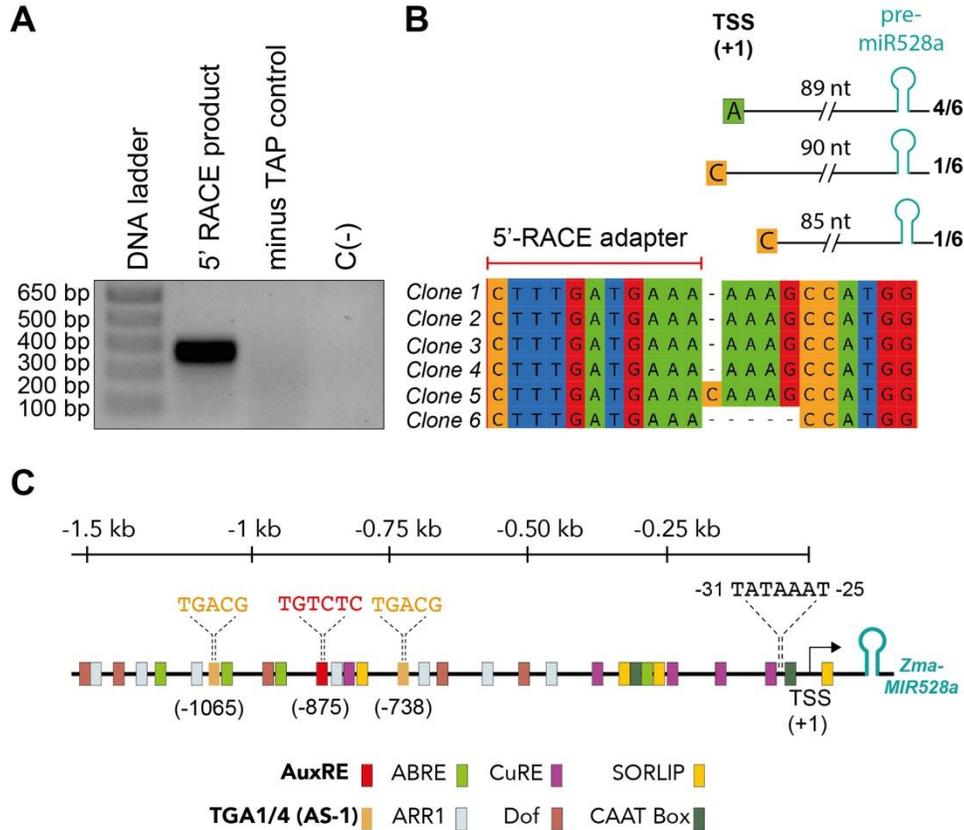 A
DNA ladder
5’ RACE product
minus TAP control
C(-)
650 bp
500 bp
400 bp
300 bp
200 bp
100 bp
B
TSS
(+1)
pre-
miR528a
A 89 nt 4/6
C 90 nt 1/6
C 85 nt 1/6
5’-RACE adapter
Clone 1 C T T T G A T G A A A - A A A G C C A T G G
Clone 2 C T T T G A T G A A A - A A A G C C A T G G
Clone 3 C T T T G A T G A A A - A A A G C C A T G G
Clone 4 C T T T G A T G A A A - A A A G C C A T G G
Clone 5 C T T T G A T G A A A C A A A G C C A T G G
Clone 6 C T T T G A T G A A A - - - - - C C A T G G
C
-1.5 kb -1 kb -0.75 kb -0.50 kb -0.25 kb
TGACG TGTCTC TGACG -31 TATAAAT -25
Zma-
MIR528a
(-1065) (-875) (-738) TSS
(+1)
AuxRE ABRE CuRE SORLIP
TGA1/4 (AS-1) ARR1 Dof CAAT Box